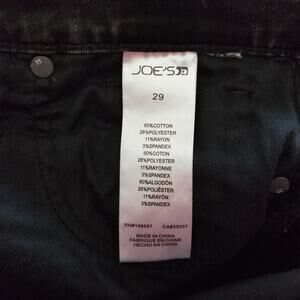 JOE'S
29
60%COTTON
26%POLYESTER
11%RAYON
3%SPANDEX
60%COTON
26%POLYESTER
11%RAYONNE
3%SPANDEX
60%ALGODÓN
26%POLIÉSTER
11%RAYÓN
3%SPANDEX
RN#149497 CA#35037
MADE IN CHINA
FABRIQUE EN CHINE
HECHO EN CHINA